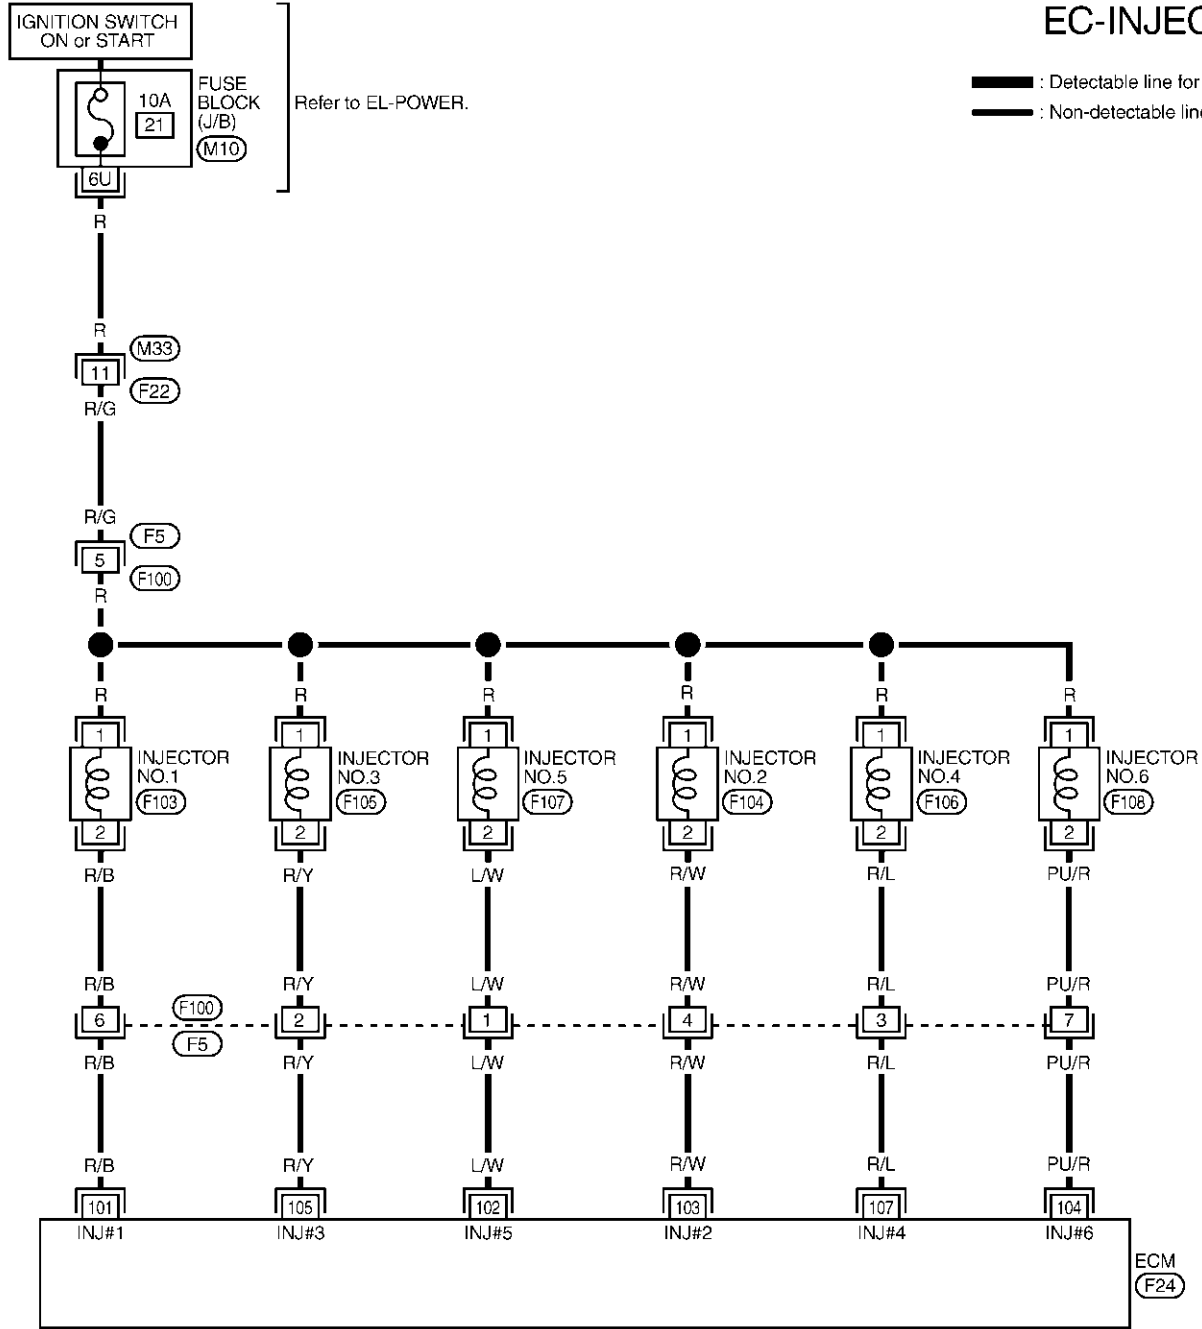 IGNITION SWITCH
ON or START
EC-INJEC
: Detectable line for
: Non-detectable line
FUSE
BLOCK
(J/B)
M10
10A
21
Refer to EL-POWER.
6U
R
R
M33
11
F22
R/G
R/G
F5
5
F100
R
R R R R R R
1 1 1 1 1 1
INJECTOR NO.1 F103
INJECTOR NO.3 F105
INJECTOR NO.5 F107
INJECTOR NO.2 F104
INJECTOR NO.4 F106
INJECTOR NO.6 F108
2 2 2 2 2 2
R/B R/Y L/W R/W R/L PU/R
R/B R/Y L/W R/W R/L PU/R
F100
6 2 1 4 3 7
F5
R/B R/Y L/W R/W R/L PU/R
R/B R/Y L/W R/W R/L PU/R
101 105 102 103 107 104
INJ#1 INJ#3 INJ#5 INJ#2 INJ#4 INJ#6
ECM
F24